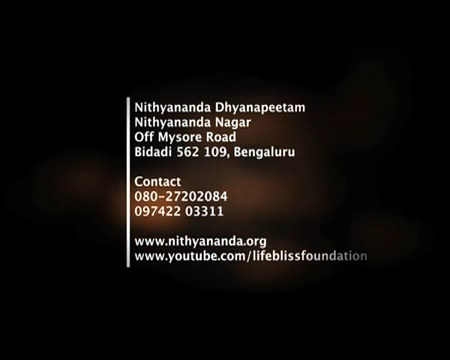 Nithyananda Dhyanapeetam
Nithyananda Nagar
Off Mysore Road
Bidadi 562 109, Bengaluru
Contact
080-27202084
097422 03311
www.nithyananda.org
www.youtube.com/lifeblissfoundation